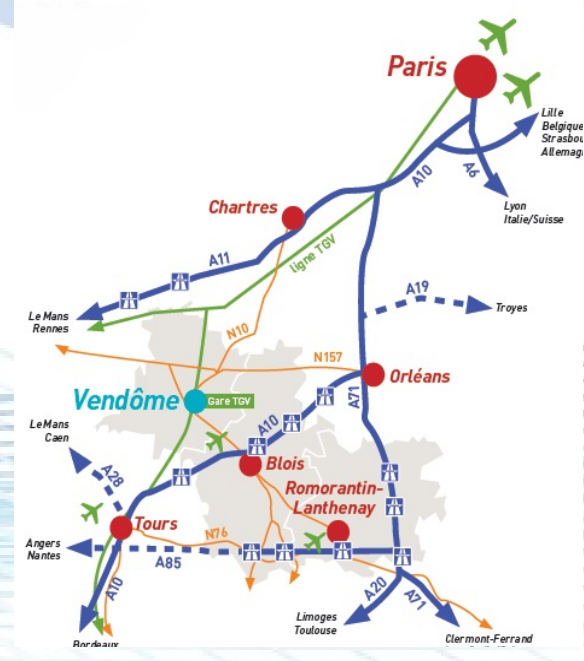 Paris
Lille
Belgique
Strasbou
Allemag
A10
A6
Lyon
Italie/Suisse
Chartres
ligne TGV
A11
A19
Troyes
Le Mans
Rennes
N10
N157
Orléans
Vendôme
Gare TGV
A71
A10
Le Mans
Caen
Blois
A28
Romorantin-
Lanthenay
Tours
N76
Angers
Nantes
A85
A10
A20
A71
Limoges
Toulouse
Bordeaux
Clermont-Ferrand